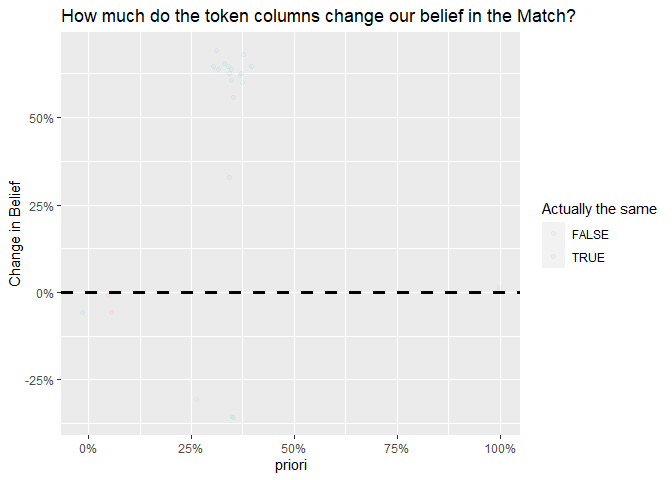 How much do the token columns change our belief in the Match?
Change in Belief
50%
25%
0%
-25%
0%
25%
50%
75%
100%
priori
Actually the same
FALSE
TRUE